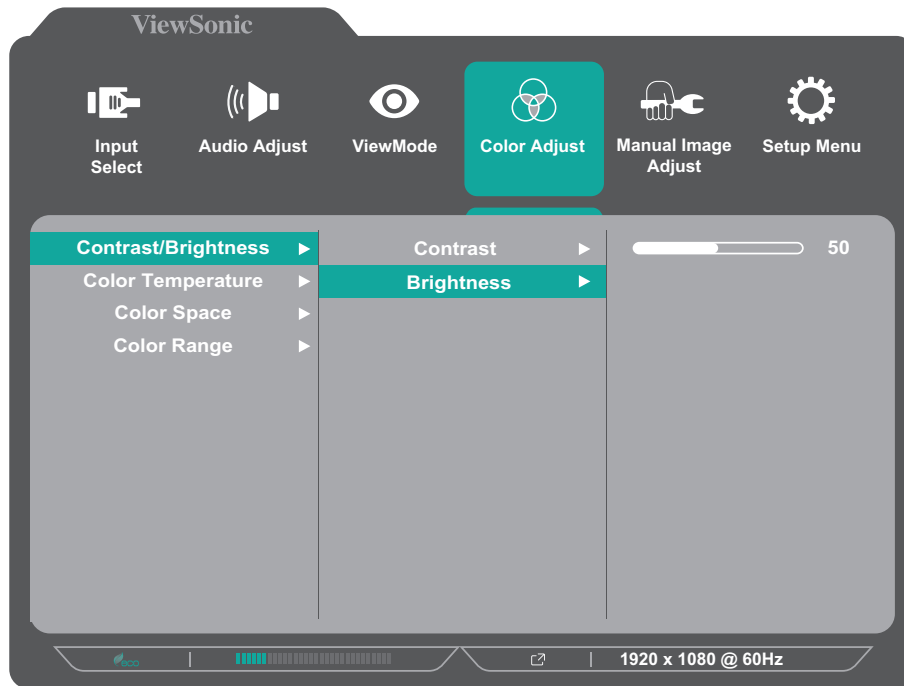 ViewSonic
Input
Select
Audio Adjust
ViewMode
Color Adjust
Manual Image
Adjust
Setup Menu
Contrast/Brightness
Color Temperature
Color Space
Color Range
Contrast
Brightness
50
eco
1920 x 1080 @ 60Hz